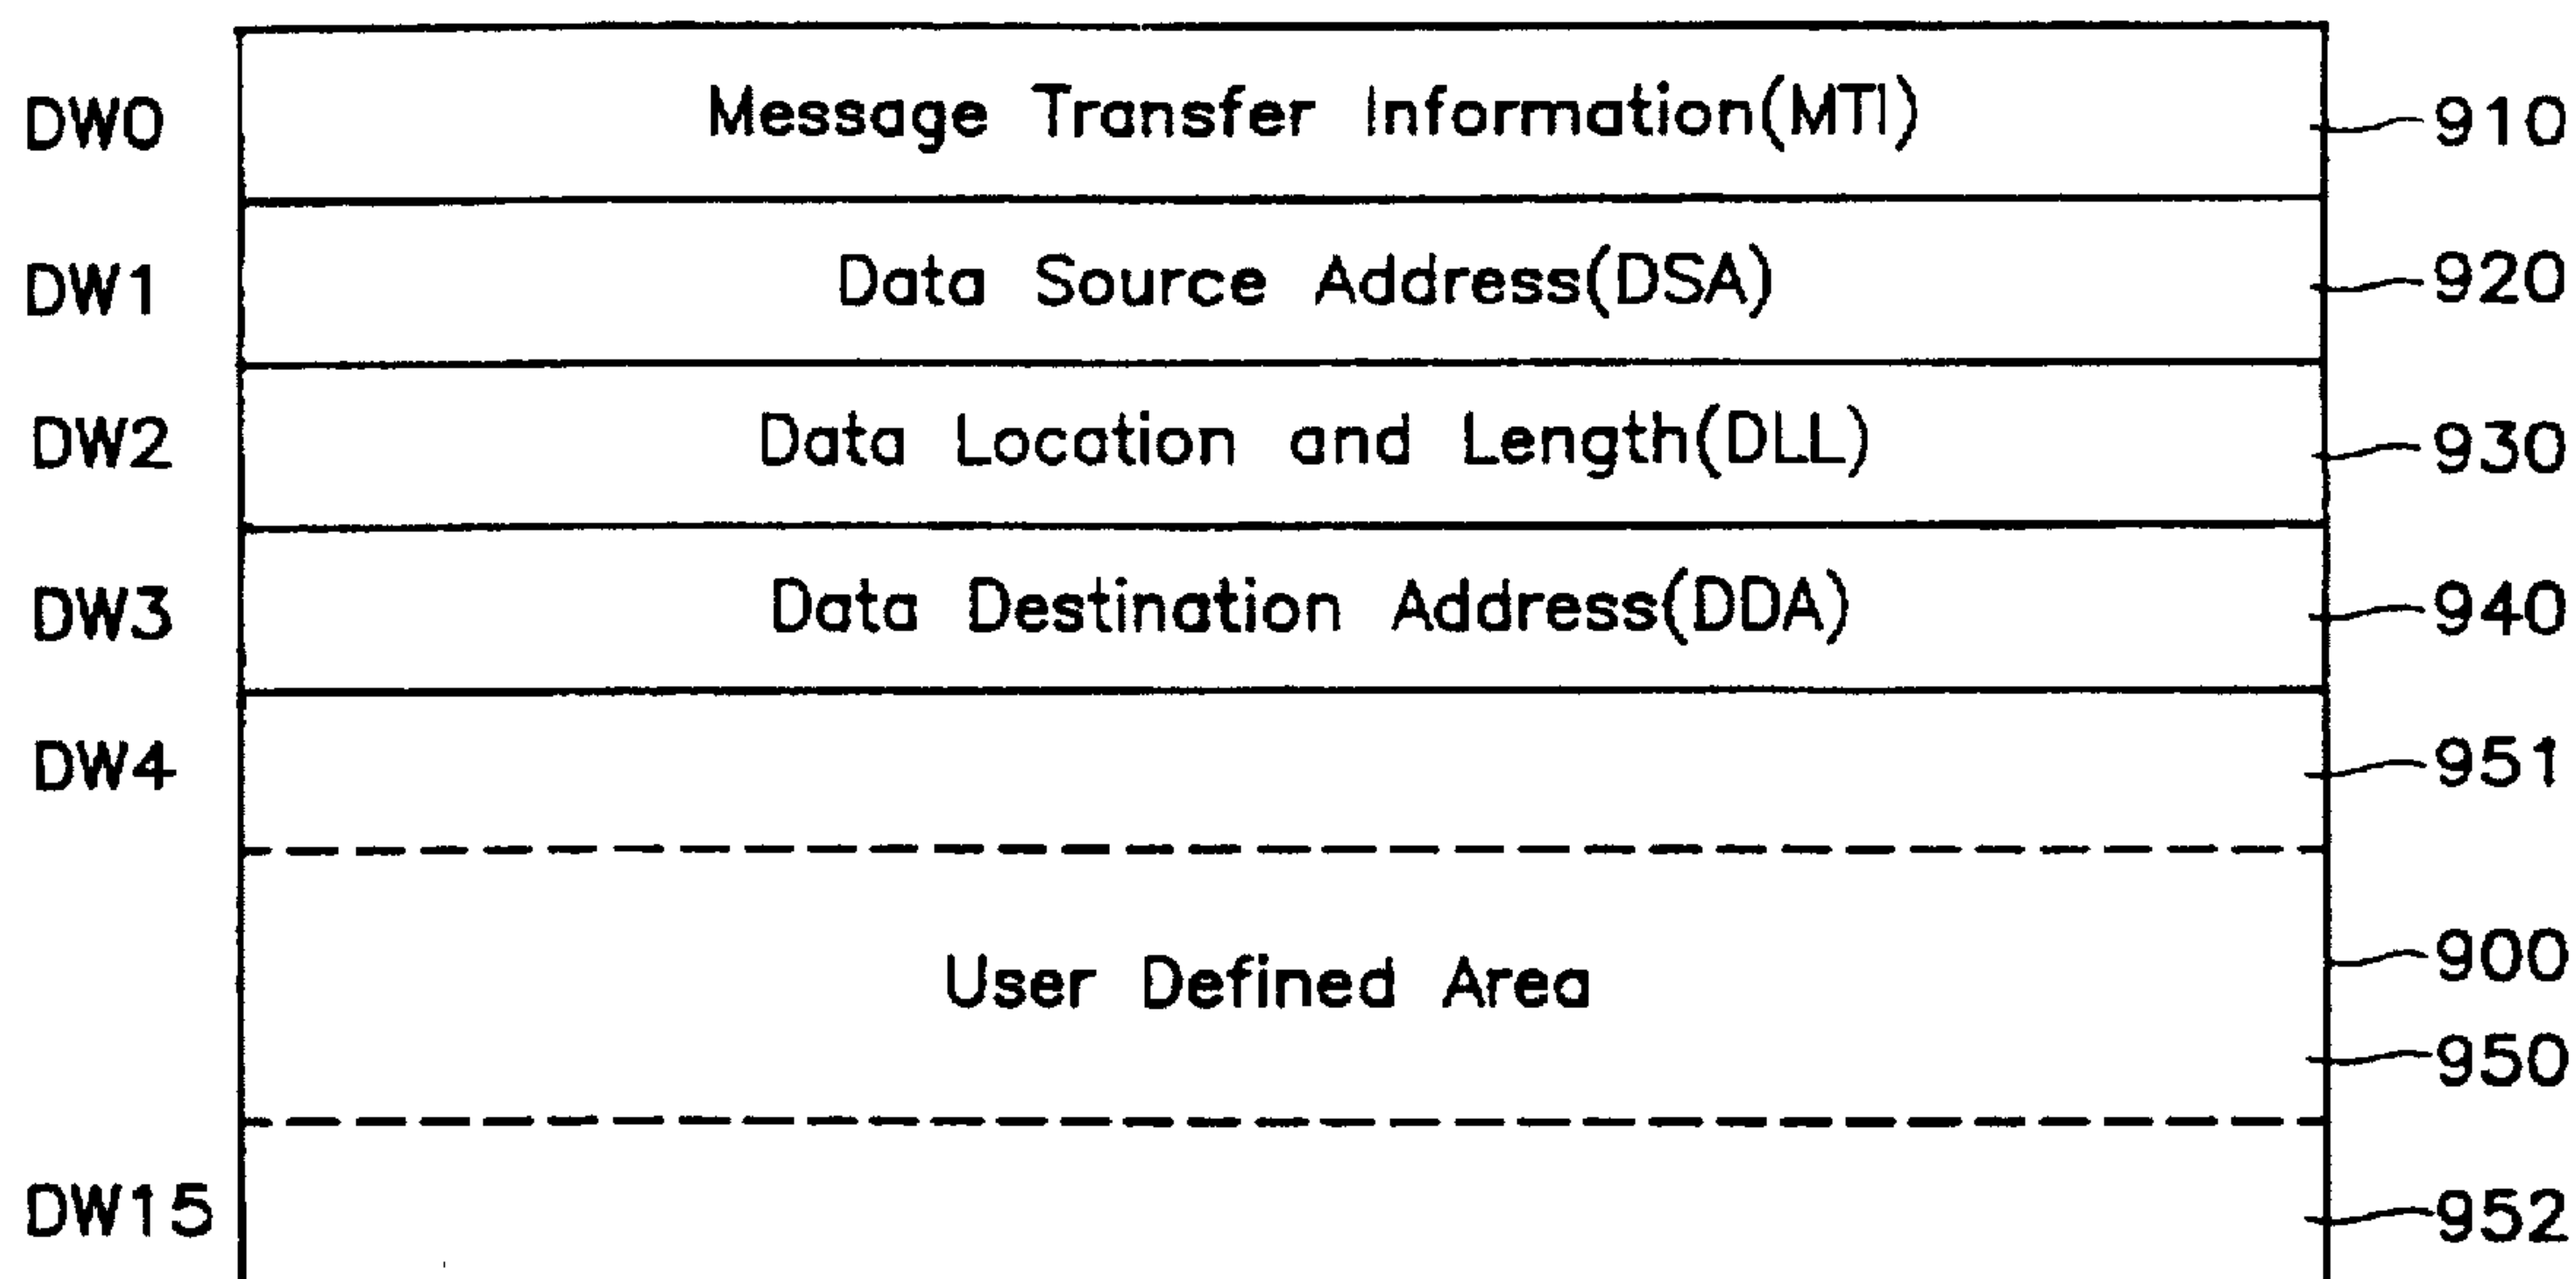 DW0 Message Transfer Information(MTI) 910
DW1 Data Source Address(DSA) 920
DW2 Data Location and Length(DLL) 930
DW3 Data Destination Address(DDA) 940
DW4 951
900
User Defined Area
950
DW15 952